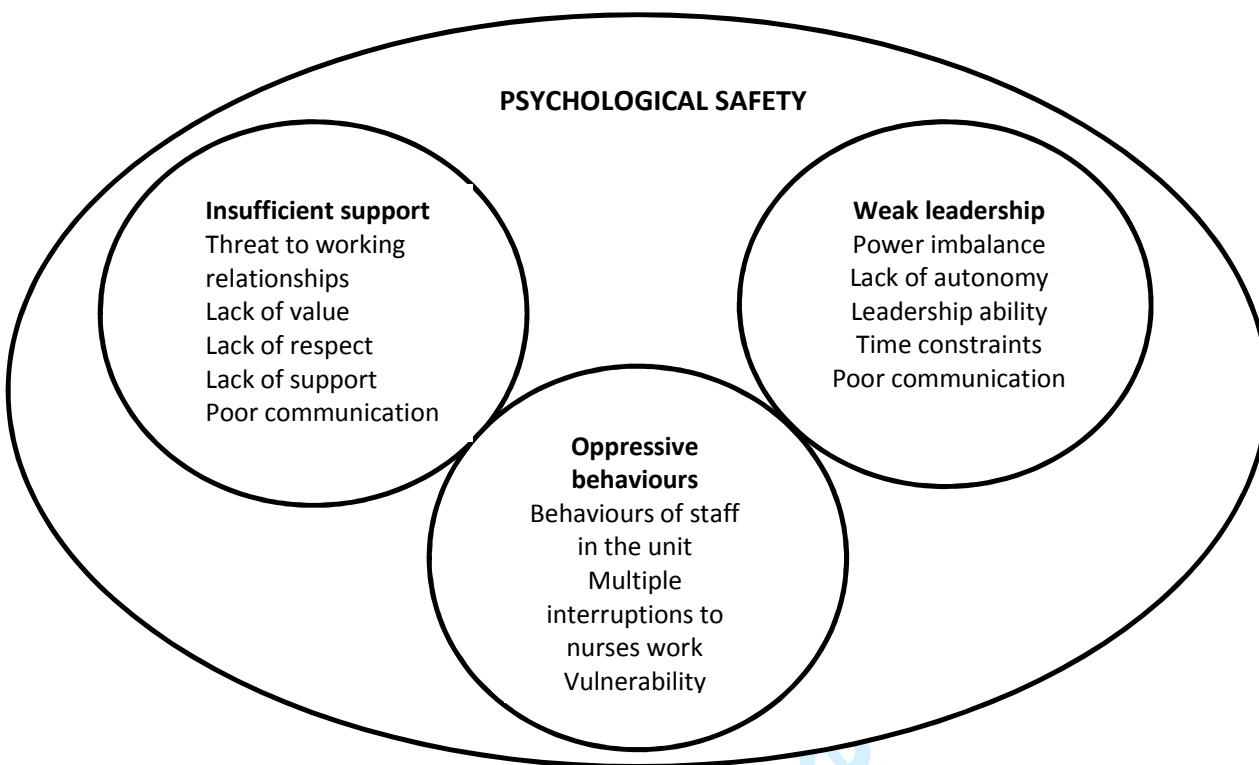 PSYCHOLOGICAL SAFETY
Insufficient support
Threat to working
relationships
Lack of value
Lack of respect
Lack of support
Poor communication
Weak leadership
Power imbalance
Lack of autonomy
Leadership ability
Time constraints
Poor communication
Oppressive
behaviours
Behaviours of staff
in the unit
Multiple
interruptions to
nurses work
Vulnerability